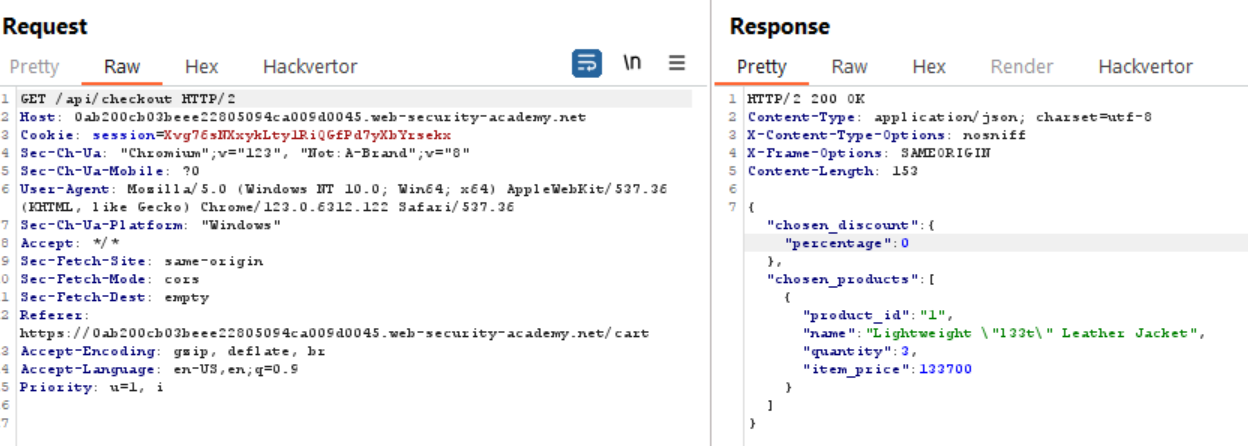 Request
Pretty Raw Hex Hackvertor \n
1 GET /api/checkout HTTP/2
2 Host: 0ab200cb03beee22805094ca009d0045.web-security-academy.net
3 Cookie: session=Xvg76sNXxykLtylRiQGfPd7yXbYrsekx
4 Sec-Ch-Ua: "Chromium";v="123", "Not:A-Brand";v="8"
5 Sec-Ch-Ua-Mobile: ?0
6 User-Agent: Mozilla/5.0 (Windows NT 10.0; Win64; x64) AppleWebKit/537.36
(KHTML, like Gecko) Chrome/123.0.6312.122 Safari/537.36
7 Sec-Ch-Ua-Platform: "Windows"
8 Accept: */*
9 Sec-Fetch-Site: same-origin
0 Sec-Fetch-Mode: cors
1 Sec-Fetch-Dest: empty
2 Referer:
https://0ab200cb03beee22805094ca009d0045.web-security-academy.net/cart
3 Accept-Encoding: gzip, deflate, br
4 Accept-Language: en-US,en;q=0.9
5 Priority: u=1, i
6
7
Response
Pretty Raw Hex Render Hackvertor
1 HTTP/2 200 OK
2 Content-Type: application/json; charset=utf-8
3 X-Content-Type-Options: nosniff
4 X-Frame-Options: SAMEORIGIN
5 Content-Length: 153
6
7 {
"chosen_discount":{
"percentage":0
},
"chosen_products":[
{
"product_id":"1",
"name":"Lightweight \"l33t\" Leather Jacket",
"quantity":3,
"item_price":133700
}
]
}